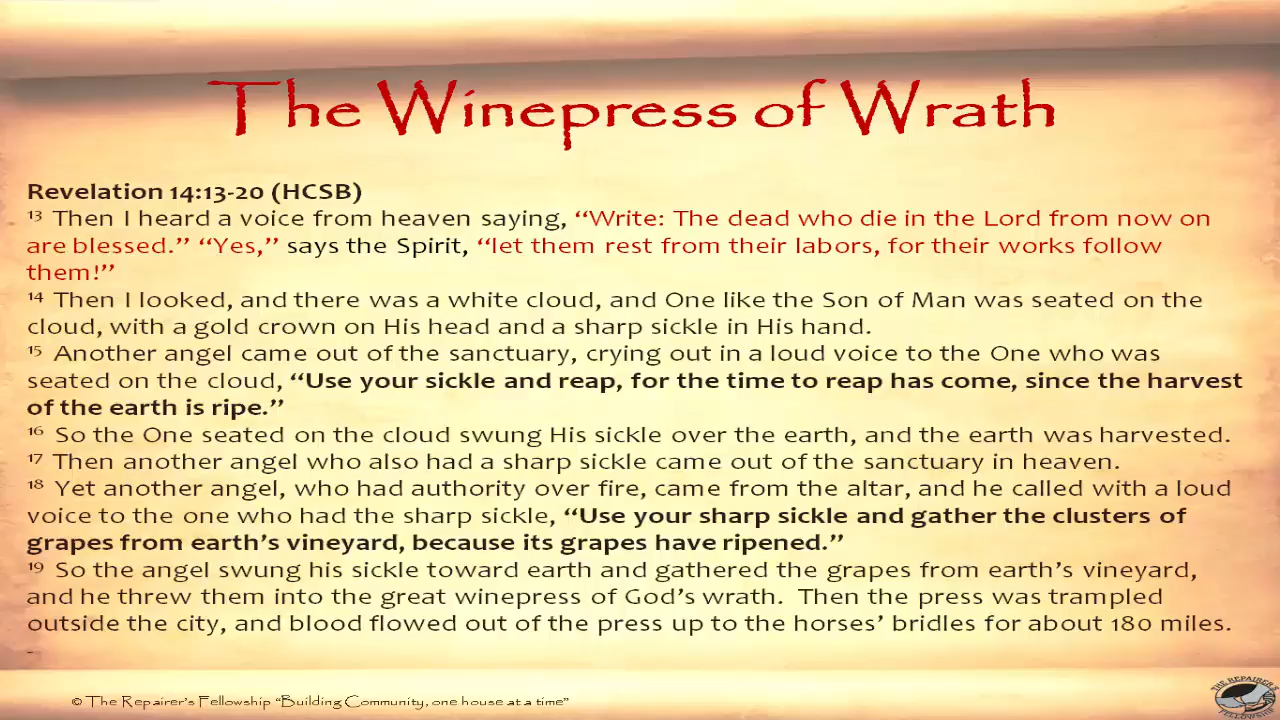 The Winepress of Wrath
Revelation 14:13-20 (HCSB)
¹³ Then I heard a voice from heaven saying, “Write: The dead who die in the Lord from now on
are blessed.” “Yes,” says the Spirit, “let them rest from their labors, for their works follow
them!”
¹⁴ Then I looked, and there was a white cloud, and One like the Son of Man was seated on the
cloud, with a gold crown on His head and a sharp sickle in His hand.
¹⁵ Another angel came out of the sanctuary, crying out in a loud voice to the One who was
seated on the cloud, “Use your sickle and reap, for the time to reap has come, since the harvest
of the earth is ripe.”
¹⁶ So the One seated on the cloud swung His sickle over the earth, and the earth was harvested.
¹⁷ Then another angel who also had a sharp sickle came out of the sanctuary in heaven.
¹⁸ Yet another angel, who had authority over fire, came from the altar, and he called with a loud
voice to the one who had the sharp sickle, “Use your sharp sickle and gather the clusters of
grapes from earth’s vineyard, because its grapes have ripened.”
¹⁹ So the angel swung his sickle toward earth and gathered the grapes from earth’s vineyard,
and he threw them into the great winepress of God’s wrath. Then the press was trampled
outside the city, and blood flowed out of the press up to the horses’ bridles for about 180 miles.
© The Repairer’s Fellowship “Building Community, one house at a time”
THE REPAIRER'S
FELLOWSHIP